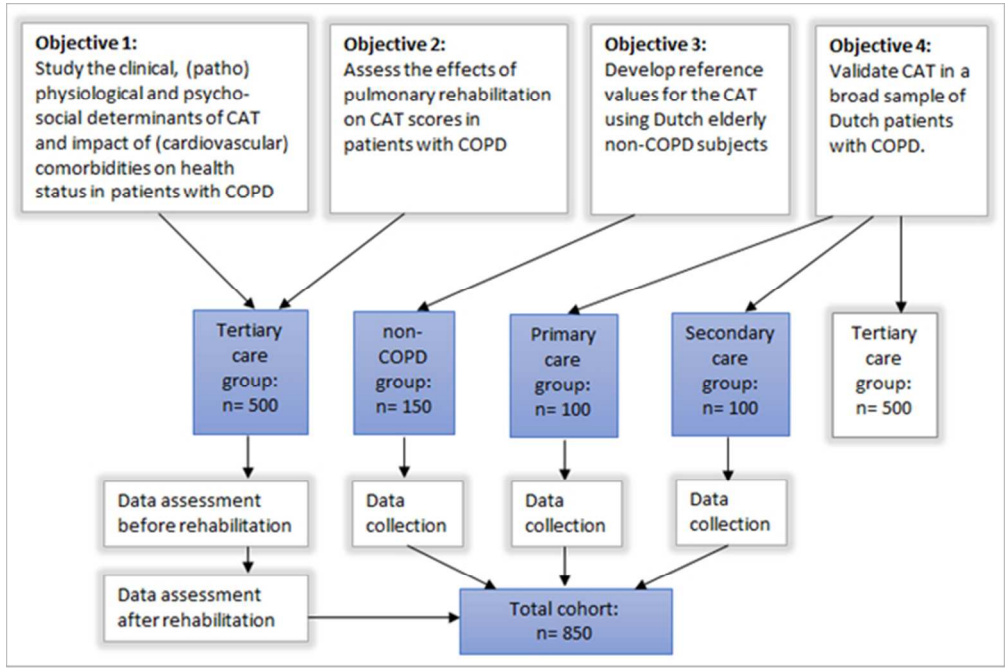 Objective 1:
Study the clinical, (patho)
physiological and psycho-
social determinants of CAT
and impact of (cardiovascular)
comorbidities on health
status in patients with COPD
Objective 2:
Assess the effects of
pulmonary rehabilitation
on CAT scores in
patients with COPD
Objective 3:
Develop reference
values for the CAT
using Dutch elderly
non-COPD subjects
Objective 4:
Validate CAT in a
broad sample of
Dutch patients
with COPD.
Tertiary
care
group:
n= 500
non-
COPD
group:
n= 150
Primary
care
group:
n= 100
Secondary
care
group:
n= 100
Tertiary
care
group:
n= 500
Data assessment
before rehabilitation
Data
collection
Data
collection
Data
collection
Data assessment
after rehabilitation
Total cohort:
n= 850